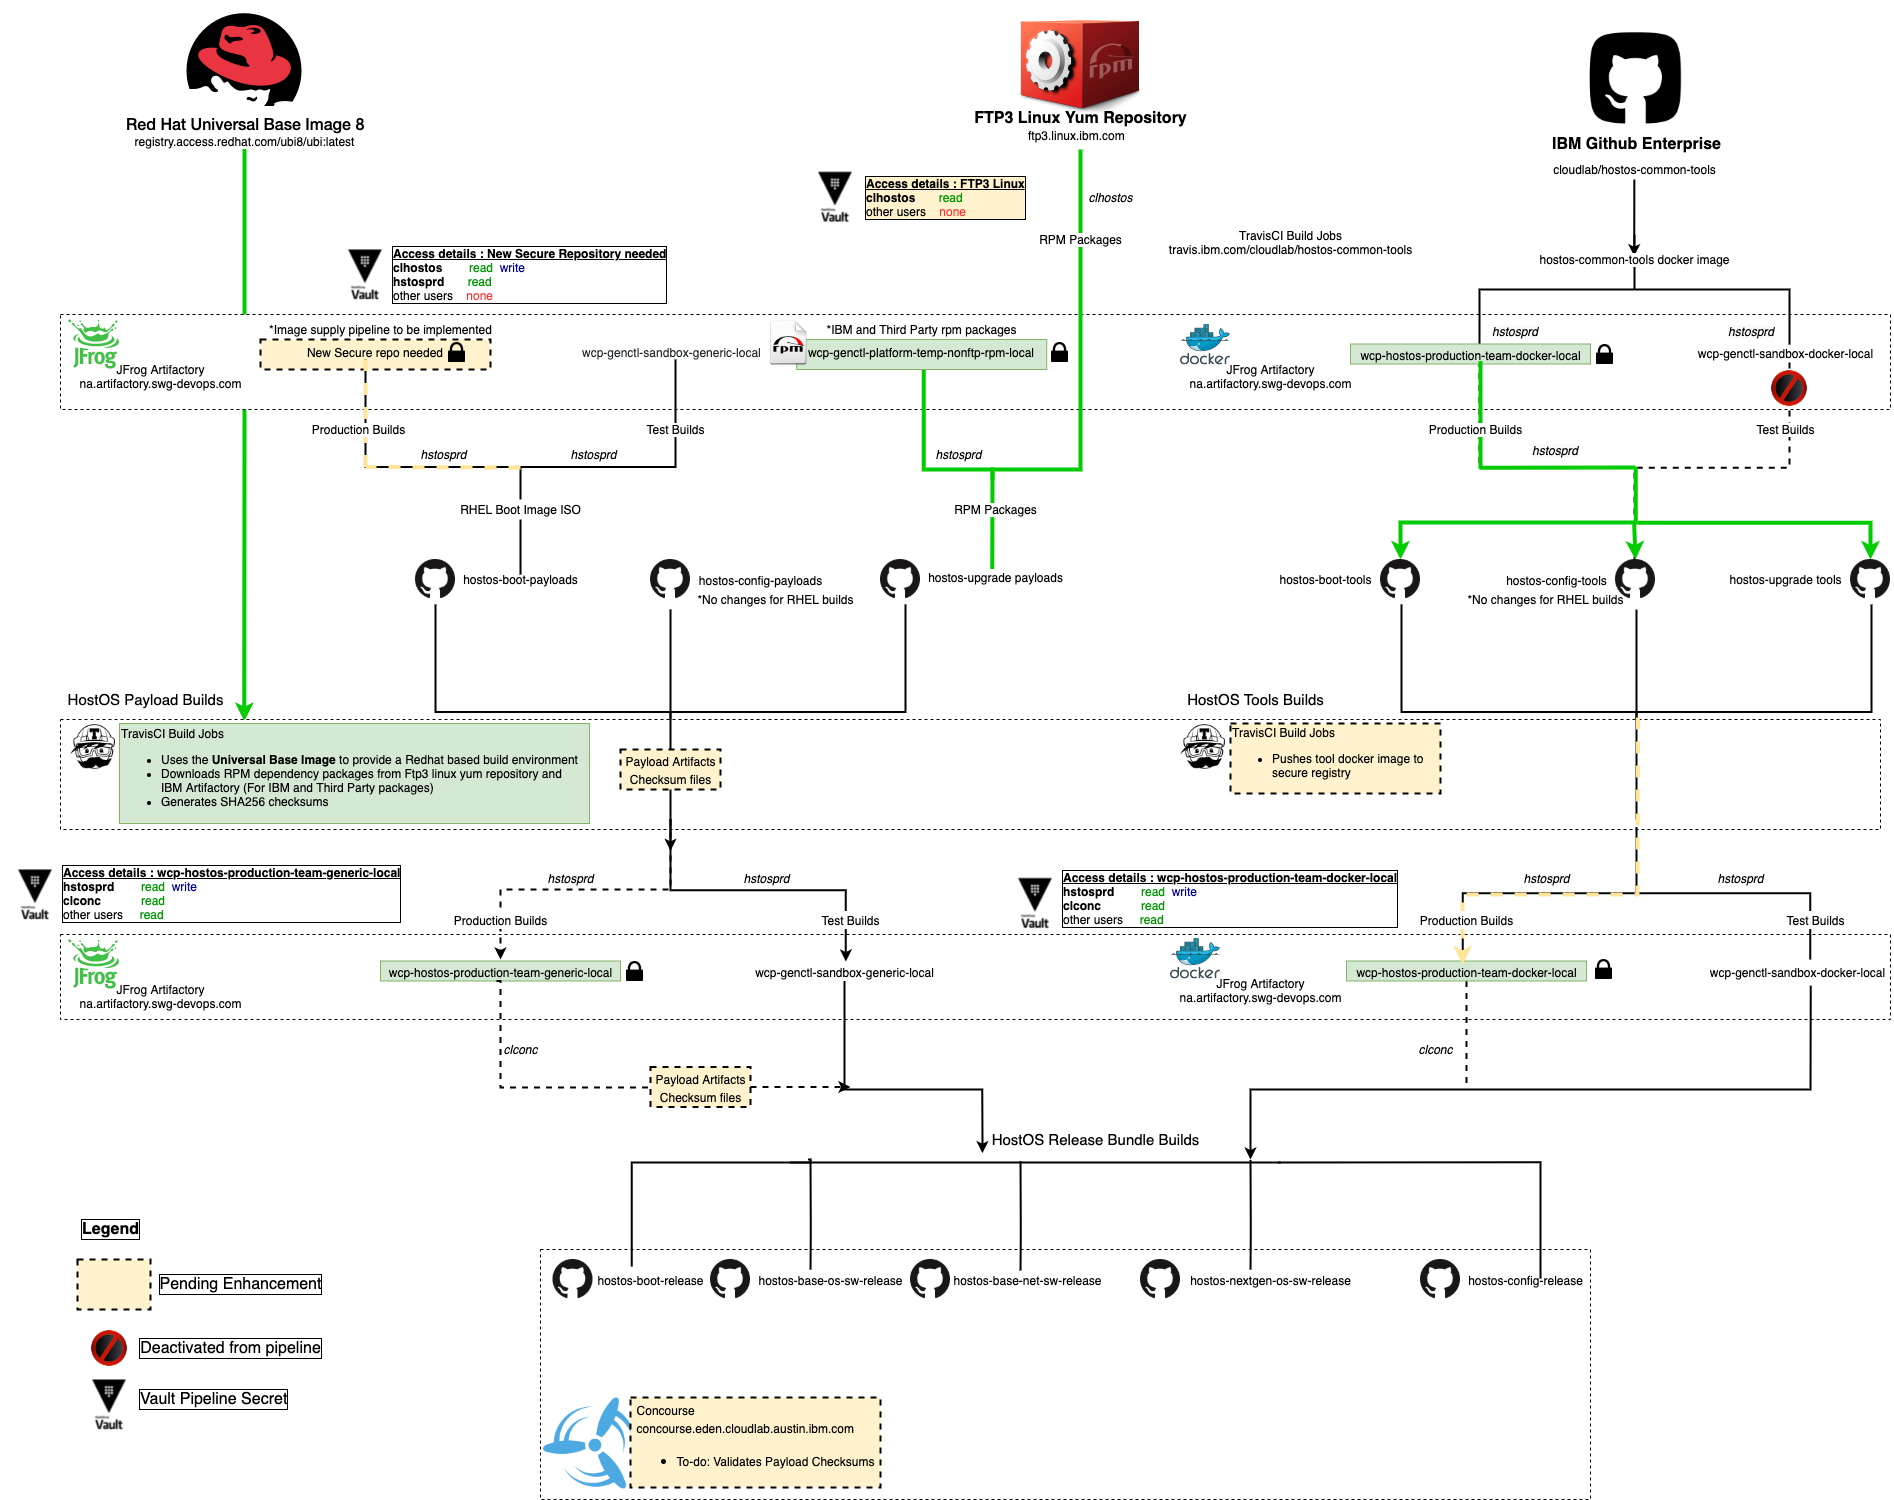 Red Hat Universal Base Image 8
registry.access.redhat.com/ubi8/ubi:latest
rpm
FTP3 Linux Yum Repository
ftp3.linux.ibm.com
IBM Github Enterprise
cloudlab/hostos-common-tools
Vault
Access details : FTP3 Linux
clhostos read
other users none
clhostos
RPM Packages
TravisCI Build Jobs
travis.ibm.com/cloudlab/hostos-common-tools
hostos-common-tools docker image
Vault
Access details : New Secure Repository needed
clhostos read write
hstosprd read
other users none
JFrog
JFrog Artifactory
na.artifactory.swg-devops.com
*Image supply pipeline to be implemented
New Secure repo needed
wcp-genctl-sandbox-generic-local
rpm
*IBM and Third Party rpm packages
wcp-genctl-platform-temp-nonftp-rpm-local
docker
JFrog Artifactory
na.artifactory.swg-devops.com
hstosprd
wcp-hostos-production-team-docker-local
hstosprd
wcp-genctl-sandbox-docker-local
Production Builds
Test Builds
Production Builds
Test Builds
hstosprd
hstosprd
hstosprd
hstosprd
RHEL Boot Image ISO
RPM Packages
hostos-boot-payloads
hostos-config-payloads
*No changes for RHEL builds
hostos-upgrade payloads
hostos-boot-tools
hostos-config-tools
*No changes for RHEL builds
hostos-upgrade tools
HostOS Payload Builds
HostOS Tools Builds
T
TravisCI Build Jobs
• Uses the Universal Base Image to provide a Redhat based build environment
• Downloads RPM dependency packages from Ftp3 linux yum repository and
IBM Artifactory (For IBM and Third Party packages)
• Generates SHA256 checksums
Payload Artifacts
Checksum files
T
TravisCI Build Jobs
• Pushes tool docker image to
secure registry
Vault
Access details : wcp-hostos-production-team-generic-local
hstosprd read write
clconc read
other users read
hstosprd
hstosprd
Production Builds
Test Builds
Vault
Access details : wcp-hostos-production-team-docker-local
hstosprd read write
clconc read
other users read
hstosprd
hstosprd
Production Builds
Test Builds
JFrog
JFrog Artifactory
na.artifactory.swg-devops.com
wcp-hostos-production-team-generic-local
wcp-genctl-sandbox-generic-local
docker
JFrog Artifactory
na.artifactory.swg-devops.com
wcp-hostos-production-team-docker-local
wcp-genctl-sandbox-docker-local
clconc
clconc
Payload Artifacts
Checksum files
HostOS Release Bundle Builds
Legend
Pending Enhancement
Deactivated from pipeline
Vault
Vault Pipeline Secret
hostos-boot-release
hostos-base-os-sw-release
hostos-base-net-sw-release
hostos-nextgen-os-sw-release
hostos-config-release
Concourse
concourse.eden.cloudlab.austin.ibm.com
• To-do: Validates Payload Checksums